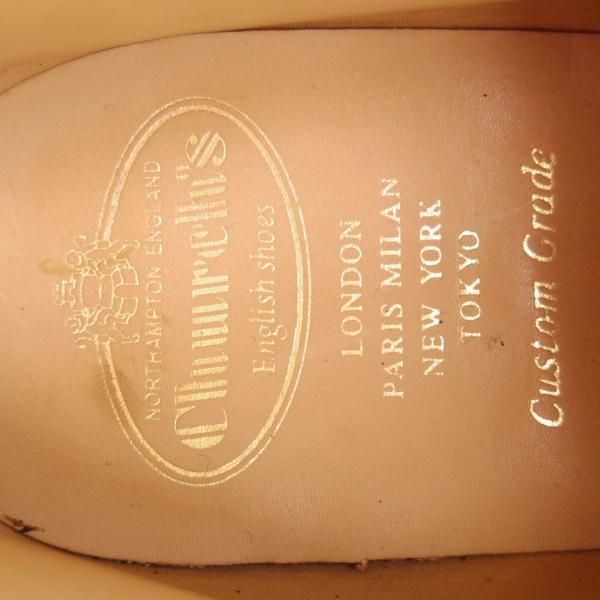 NORTHAMPTON ENGLAND
Church's
English shoes
LONDON
PARIS MILAN
NEW YORK
TOKYO
Custom Grade